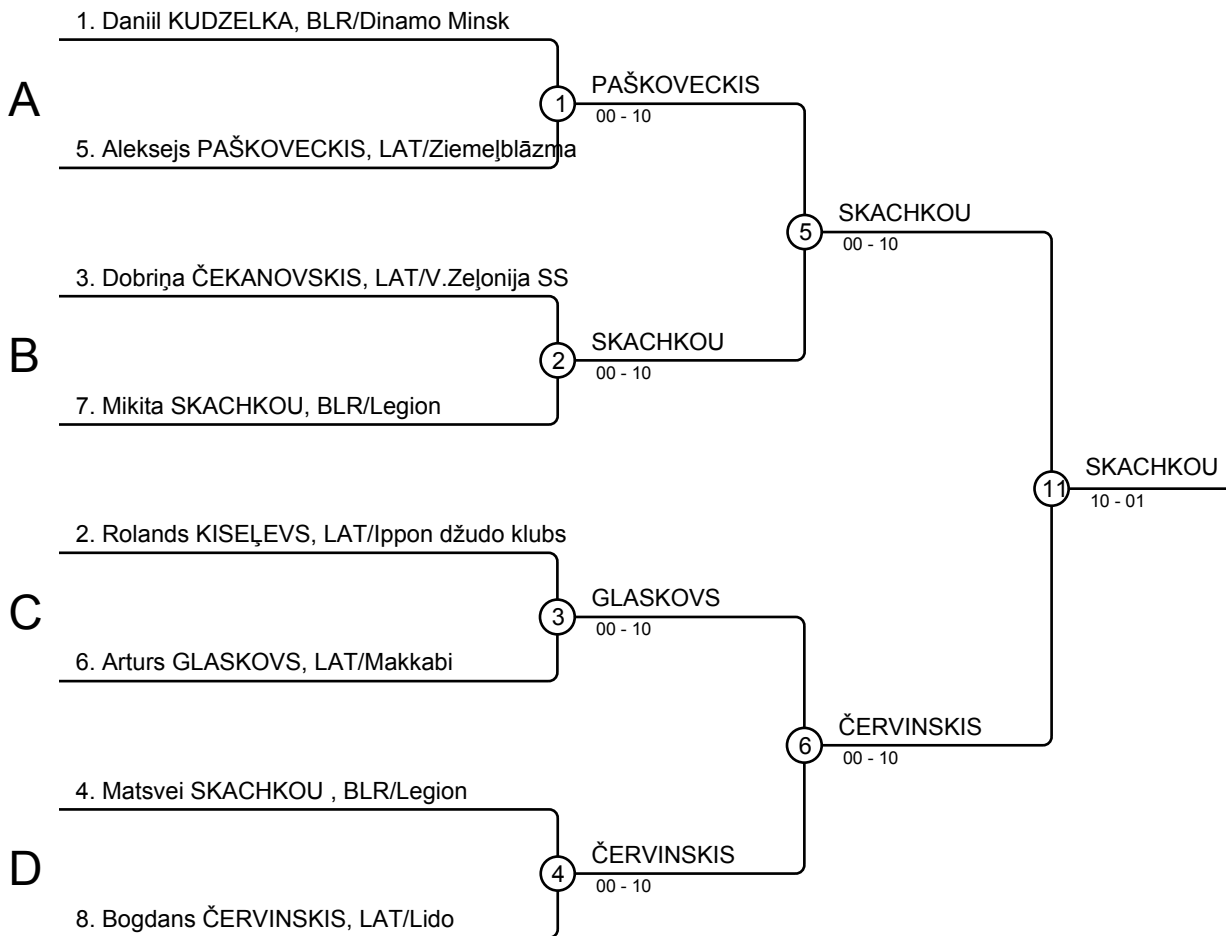 1. Daniil KUDZELKA, BLR/Dinamo Minsk
A
1
PAŠKOVECKIS
00 - 10
5. Aleksejs PAŠKOVECKIS, LAT/Ziemeļblāzma
5
SKACHKOU
00 - 10
3. Dobriņa ČEKANOVSKIS, LAT/V.Zeļonija SS
B
2
SKACHKOU
00 - 10
7. Mikita SKACHKOU, BLR/Legion
11
SKACHKOU
10 - 01
2. Rolands KISEĻEVS, LAT/Ippon džudo klubs
C
3
GLASKOVS
00 - 10
6. Arturs GLASKOVS, LAT/Makkabi
6
ČERVINSKIS
00 - 10
4. Matsvei SKACHKOU , BLR/Legion
D
4
ČERVINSKIS
00 - 10
8. Bogdans ČERVINSKIS, LAT/Lido